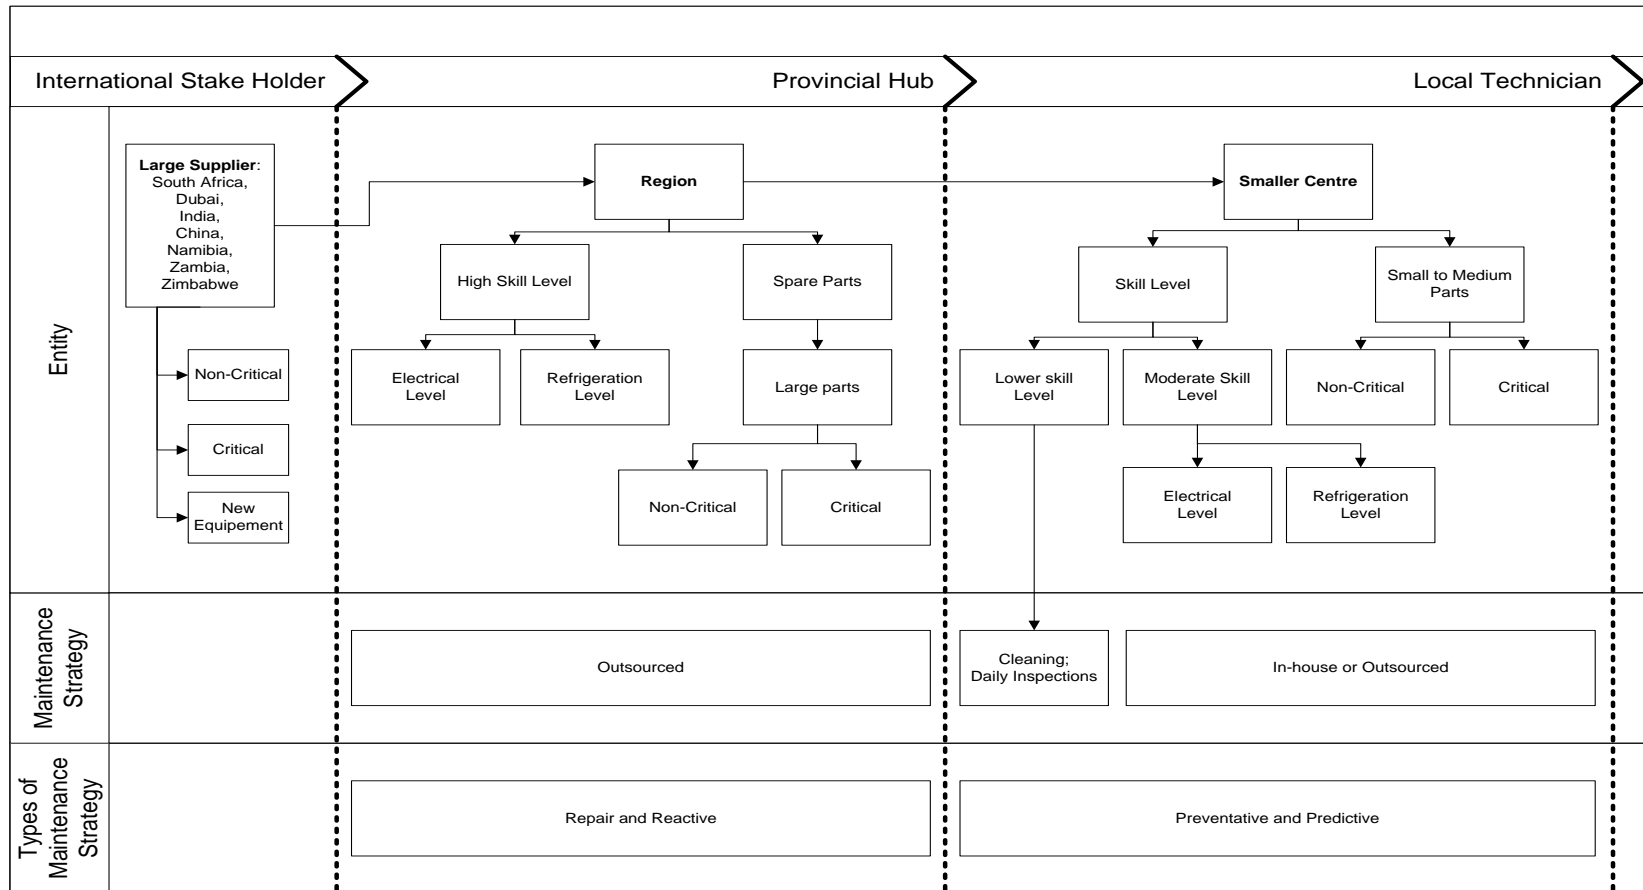 International Stake Holder
Provincial Hub
Local Technician
Entity
Large Supplier:
South Africa,
Dubai,
India,
China,
Namibia,
Zambia,
Zimbabwe
Non-Critical
Critical
New
Equipement
Region
High Skill Level
Spare Parts
Electrical
Level
Refrigeration
Level
Large parts
Non-Critical
Critical
Smaller Centre
Skill Level
Small to Medium
Parts
Lower skill
Level
Moderate Skill
Level
Non-Critical
Critical
Electrical
Level
Refrigeration
Level
Maintenance
Strategy
Outsourced
Cleaning;
Daily Inspections
In-house or Outsourced
Types of
Maintenance
Strategy
Repair and Reactive
Preventative and Predictive